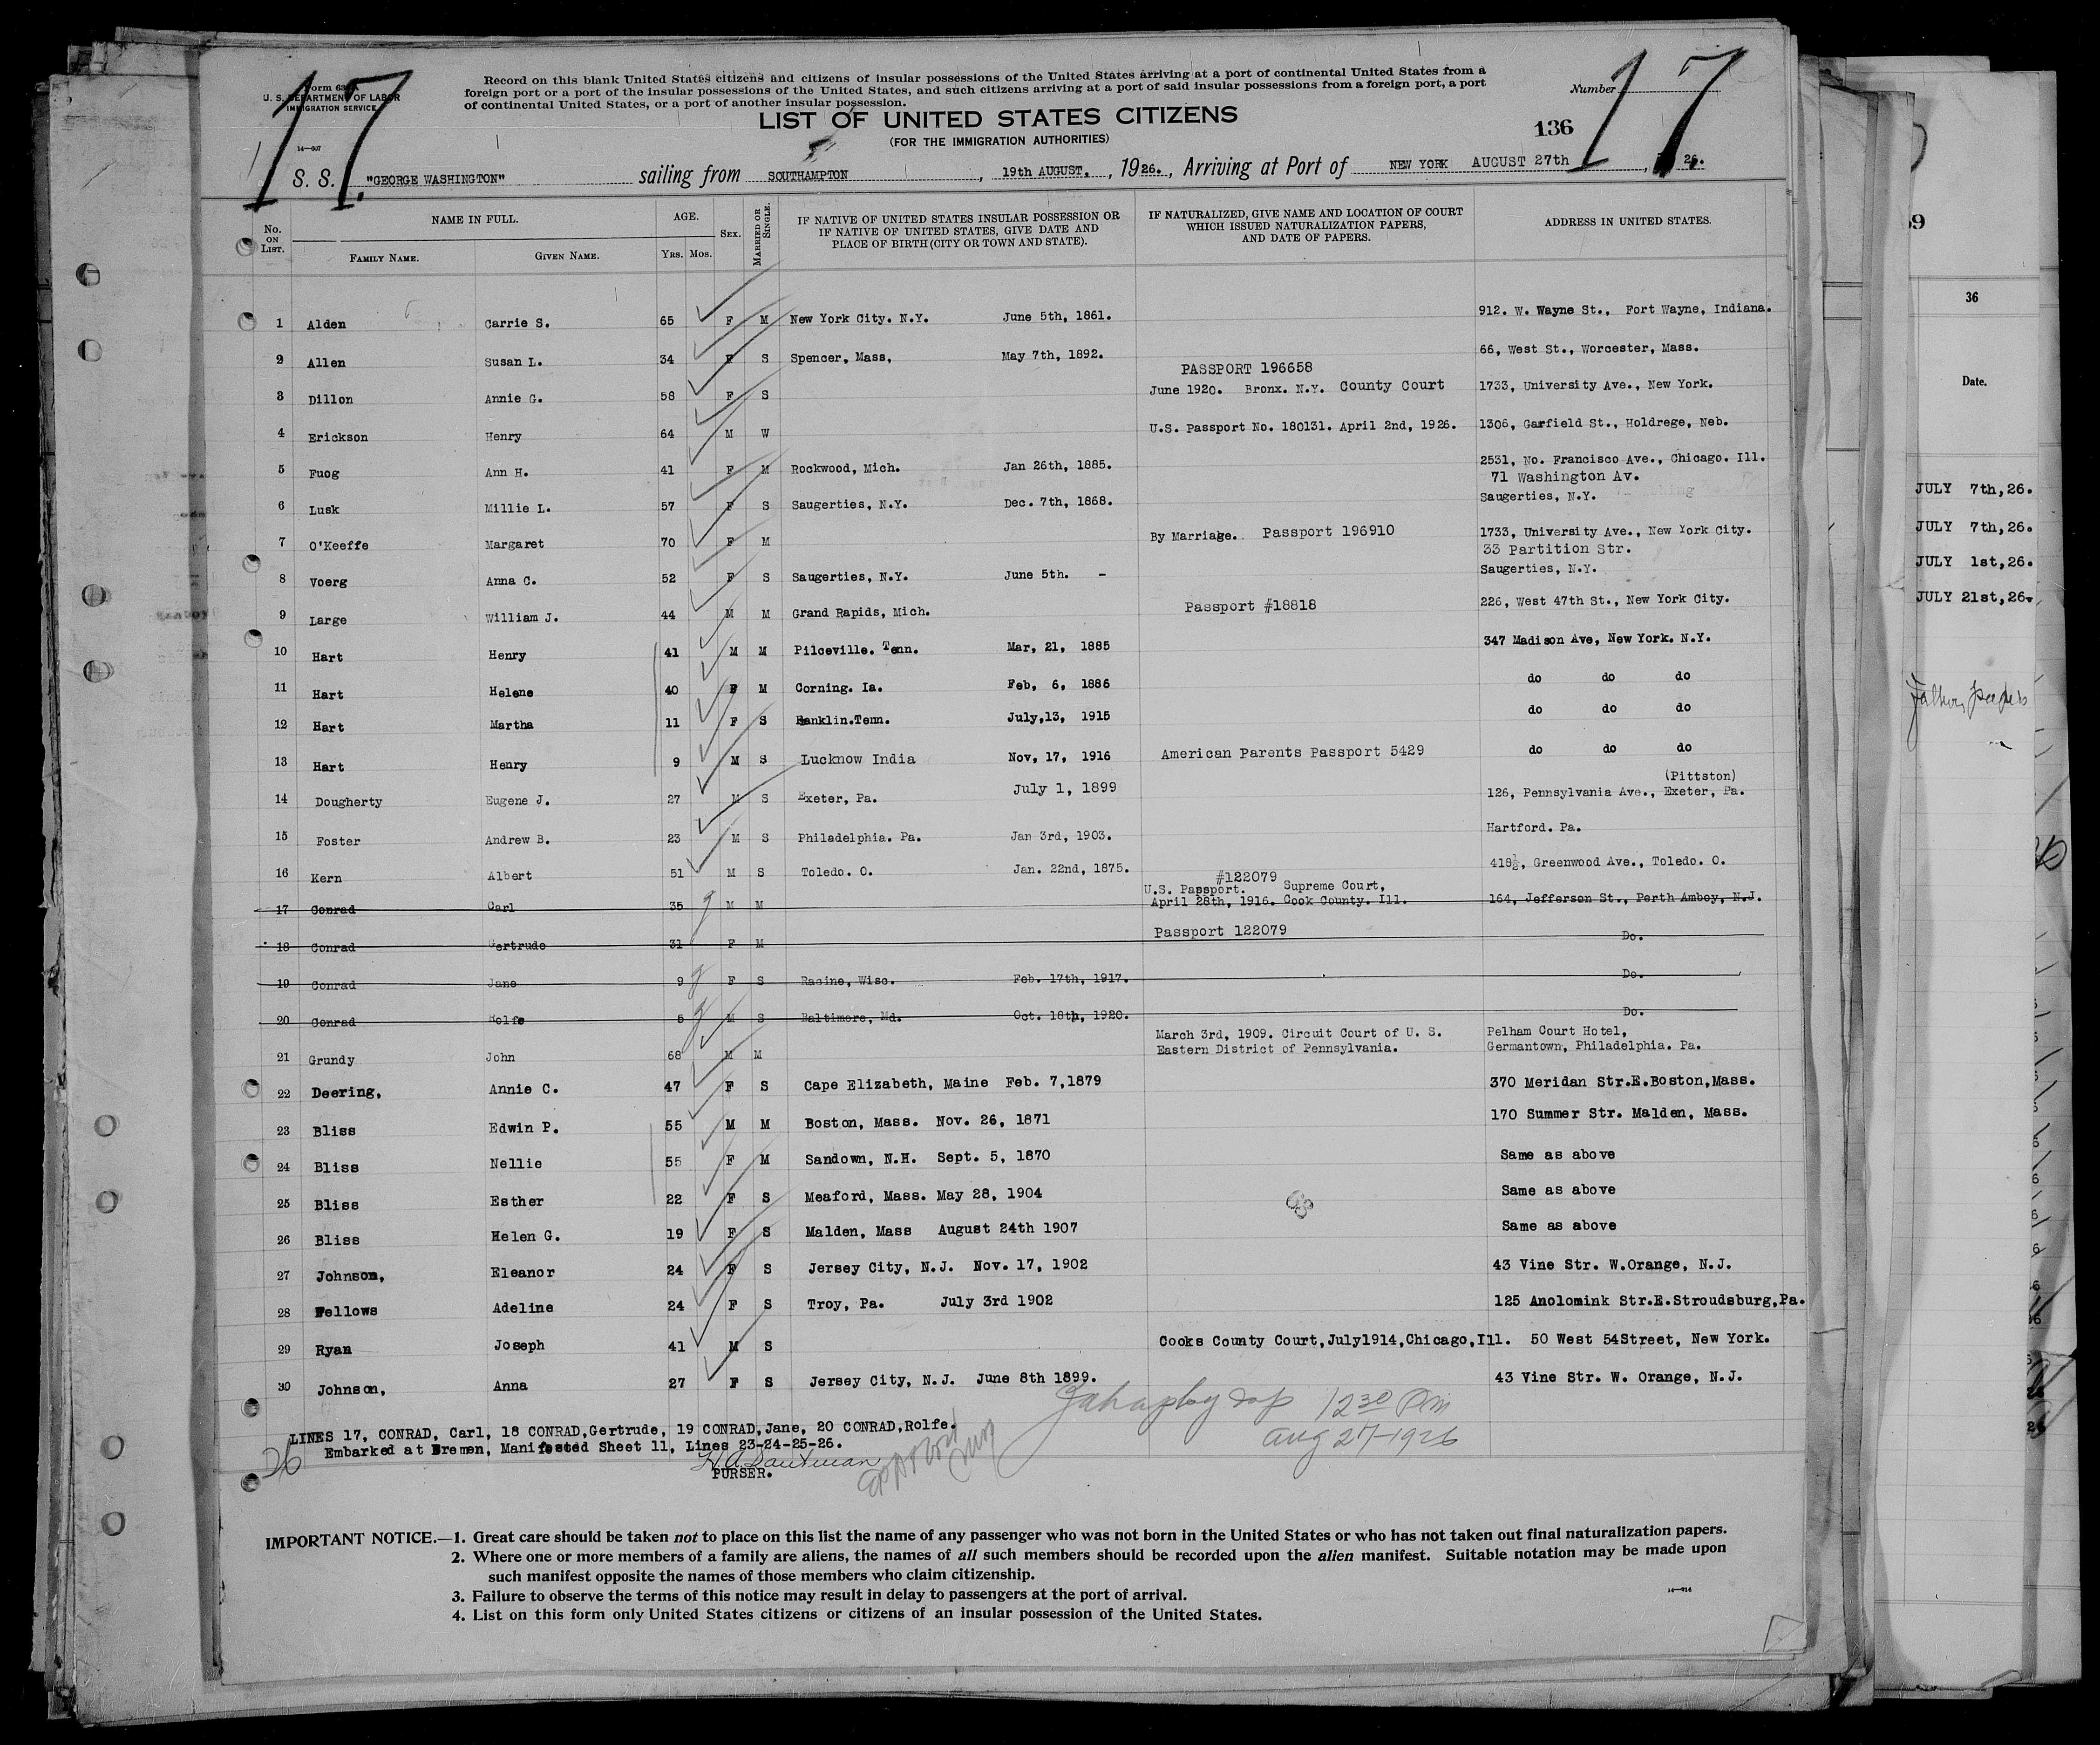 17
17
Form 630
U. S. DEPARTMENT OF LABOR
IMMIGRATION SERVICE
14—507
Record on this blank United States citizens and citizens of insular possessions of the United States arriving at a port of continental United States from a
foreign port or a port of the insular possessions of the United States, and such citizens arriving at a port of said insular possessions from a foreign port, a port
of continental United States, or a port of another insular possession.
Number
LIST OF UNITED STATES CITIZENS
(FOR THE IMMIGRATION AUTHORITIES)
136
S. S. "GEORGE WASHINGTON" sailing from SOUTHAMPTON, 19th AUGUST., 1926., Arriving at Port of NEW YORK AUGUST 27th, 26.
No. ON LIST. NAME IN FULL. AGE. SEX. MARRIED OR SINGLE. IF NATIVE OF UNITED STATES INSULAR POSSESSION OR IF NATIVE OF UNITED STATES, GIVE DATE AND PLACE OF BIRTH (CITY OR TOWN AND STATE). IF NATURALIZED, GIVE NAME AND LOCATION OF COURT WHICH ISSUED NATURALIZATION PAPERS, AND DATE OF PAPERS. ADDRESS IN UNITED STATES.
FAMILY NAME. GIVEN NAME. YRS. MOS.
1 Alden Carrie S. 65 F M New York City. N.Y. June 5th, 1861. 912. W. Wayne St., Fort Wayne, Indiana.
2 Allen Susan L. 34 F S Spencer, Mass, May 7th, 1892. 66, West St., Worcester, Mass.
PASSPORT 196658
3 Dillon Annie G. 58 F S June 1920. Bronx. N.Y. County Court 1733, University Ave., New York.
4 Erickson Henry 64 M W U.S. Passport No. 180131. April 2nd, 1926. 1306, Garfield St., Holdrege, Neb.
5 Fuog Ann H. 41 F M Rockwood, Mich. Jan 26th, 1885. 2531, No. Francisco Ave., Chicago. Ill.
71 Washington Av.
6 Lusk Millie L. 57 F S Saugerties, N.Y. Dec. 7th, 1868. Saugerties, N.Y.
7 O'Keeffe Margaret 70 F M By Marriage. Passport 196910 1733, University Ave., New York City.
33 Partition Str.
8 Voerg Anna C. 52 F S Saugerties, N.Y. June 5th. - Saugerties, N.Y.
9 Large William J. 44 M M Grand Rapids, Mich. Passport #18818 226, West 47th St., New York City.
10 Hart Henry 41 M M Pilceville. Tenn. Mar, 21, 1885 347 Madison Ave, New York. N.Y.
11 Hart Helene 40 F M Corning. Ia. Feb, 6, 1886 do do do
12 Hart Martha 11 F S Banklin.Tenn. July,13, 1915 do do do
13 Hart Henry 9 M S Lucknow India Nov, 17, 1916 American Parents Passport 5429 do do do
(Pittston)
14 Dougherty Eugene J. 27 M S Exeter, Pa. July 1, 1899 126, Pennsylvania Ave., Exeter, Pa.
15 Foster Andrew B. 23 M S Philadelphia. Pa. Jan 3rd, 1903. Hartford. Pa.
16 Kern Albert 51 M S Toledo. O. Jan. 22nd, 1875. 418½, Greenwood Ave., Toledo. O.
#122079
U.S. Passport. Supreme Court,
17 Conrad Carl 35 M M April 28th, 1916. Cook County. Ill. 164, Jefferson St., Perth Amboy, N.J.
18 Conrad Gertrude 31 F M Passport 122079 Do.
19 Conrad Jane 9 F S Racine, Wisc. Feb. 17th, 1917. Do.
20 Conrad Rolfe 5 M S Baltimore, Md. Oct. 18th, 1920. Do.
March 3rd, 1909. Circuit Court of U. S. Pelham Court Hotel,
21 Grundy John 68 M M Eastern District of Pennsylvania. Germantown, Philadelphia. Pa.
22 Deering, Annie C. 47 F S Cape Elizabeth, Maine Feb. 7,1879 370 Meridan Str.E.Boston,Mass.
23 Bliss Edwin P. 55 M M Boston, Mass. Nov. 26, 1871 170 Summer Str. Malden, Mass.
24 Bliss Nellie 55 F M Sandown, N.H. Sept. 5, 1870 Same as above
25 Bliss Esther 22 F S Meaford, Mass. May 28, 1904 Same as above
26 Bliss Helen G. 19 F S Malden, Mass August 24th 1907 Same as above
27 Johnson, Eleanor 24 F S Jersey City, N.J. Nov. 17, 1902 43 Vine Str. W.Orange, N.J.
28 Fellows Adeline 24 F S Troy, Pa. July 3rd 1902 125 Anolomink Str.E.Stroudsburg,Pa.
29 Ryan Joseph 41 M S Cooks County Court,July1914,Chicago,Ill. 50 West 54Street, New York.
30 Johnson, Anna 27 F S Jersey City, N.J. June 8th 1899. 43 Vine Str. W. Orange, N.J.
12 30 Pm
Aug 27-1926
LINES 17, CONRAD, Carl, 18 CONRAD,Gertrude, 19 CONRAD,Jane, 20 CONRAD,Rolfe.
Embarked at Bremen, Manifested Sheet 11, Lines 23-24-25-26.
26
PURSER.
IMPORTANT NOTICE.—1. Great care should be taken not to place on this list the name of any passenger who was not born in the United States or who has not taken out final naturalization papers.
2. Where one or more members of a family are aliens, the names of all such members should be recorded upon the alien manifest. Suitable notation may be made upon
such manifest opposite the names of those members who claim citizenship.
3. Failure to observe the terms of this notice may result in delay to passengers at the port of arrival.
4. List on this form only United States citizens or citizens of an insular possession of the United States.
36
Date.
JULY 7th,26.
JULY 7th,26.
JULY 1st,26.
JULY 21st,26.